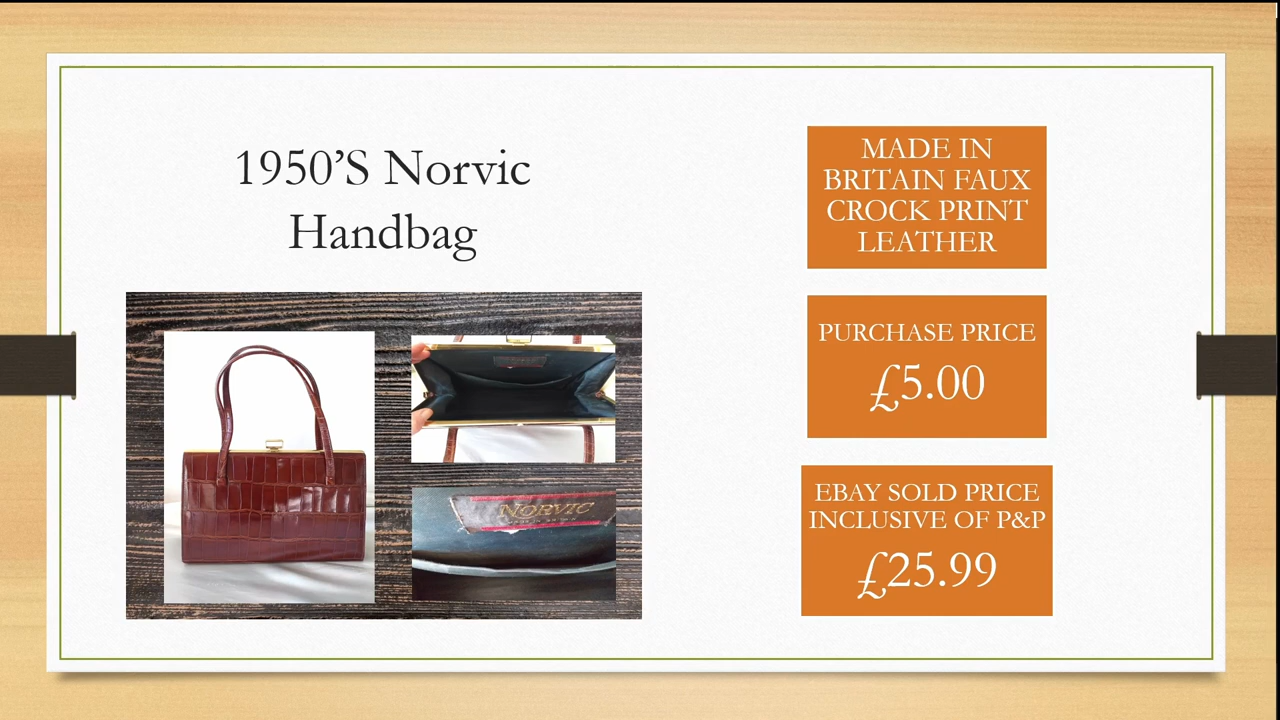 1950’S Norvic
Handbag
MADE IN
BRITAIN FAUX
CROCK PRINT
LEATHER
PURCHASE PRICE
£5.00
EBAY SOLD PRICE
INCLUSIVE OF P&P
£25.99
NORVIC